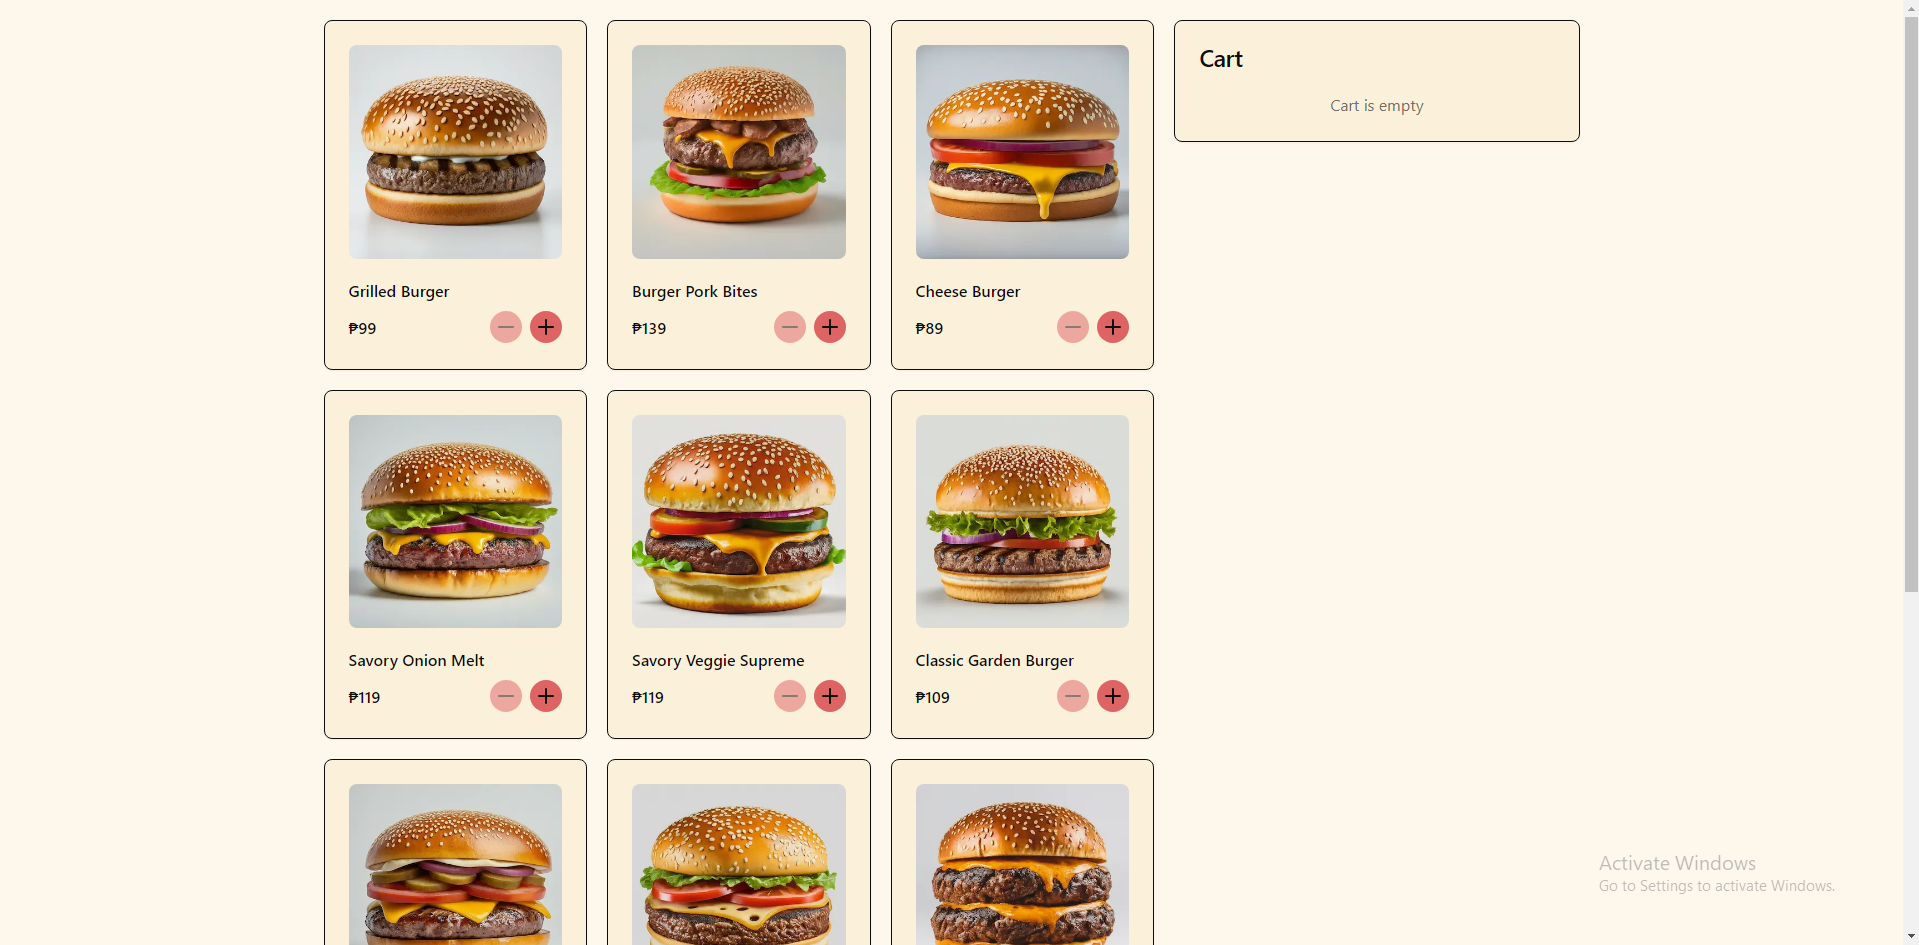 Grilled Burger
₱99
Burger Pork Bites
₱139
Cheese Burger
₱89
Cart
Cart is empty
Savory Onion Melt
₱119
Savory Veggie Supreme
₱119
Classic Garden Burger
₱109
Activate Windows
Go to Settings to activate Windows.